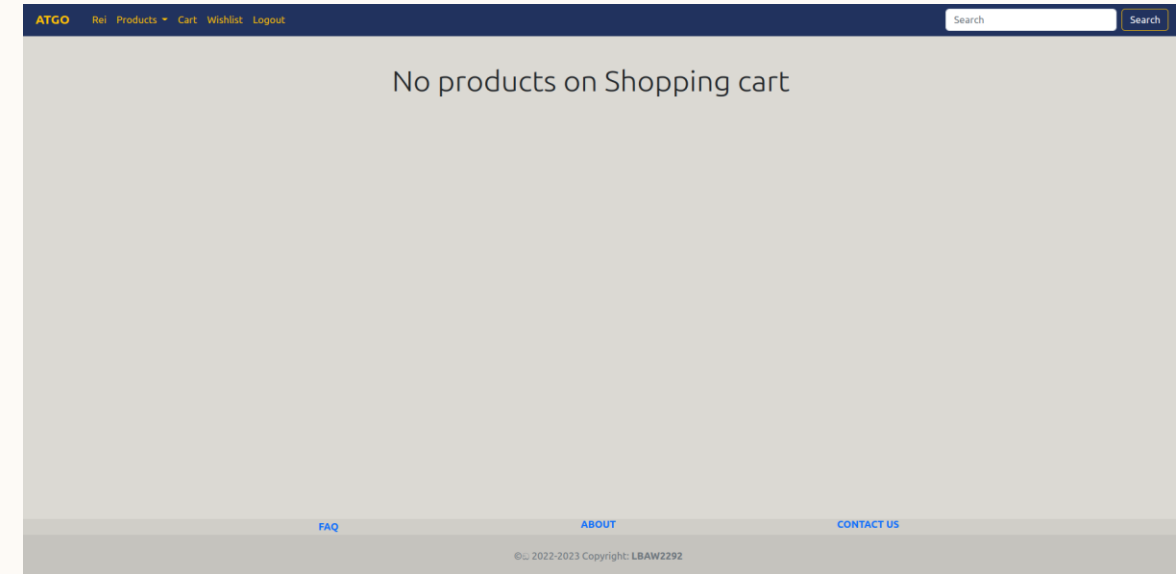 ATGO Rei Products Cart Wishlist Logout Search Search
No products on Shopping cart
FAQ ABOUT CONTACT US
© 2022-2023 Copyright: LBAW2292